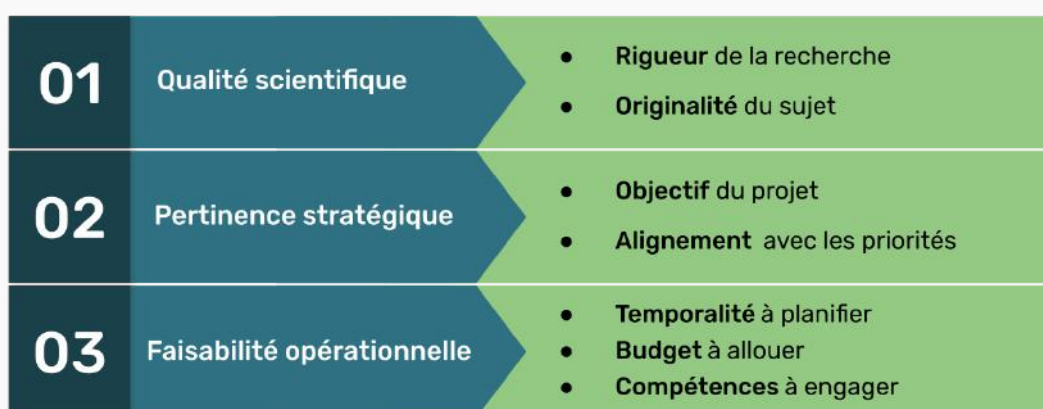 01
Qualité scientifique
● Rigueur de la recherche
● Originalité du sujet
02
Pertinence stratégique
● Objectif du projet
● Alignement avec les priorités
03
Faisabilité opérationnelle
● Temporalité à planifier
● Budget à allouer
● Compétences à engager